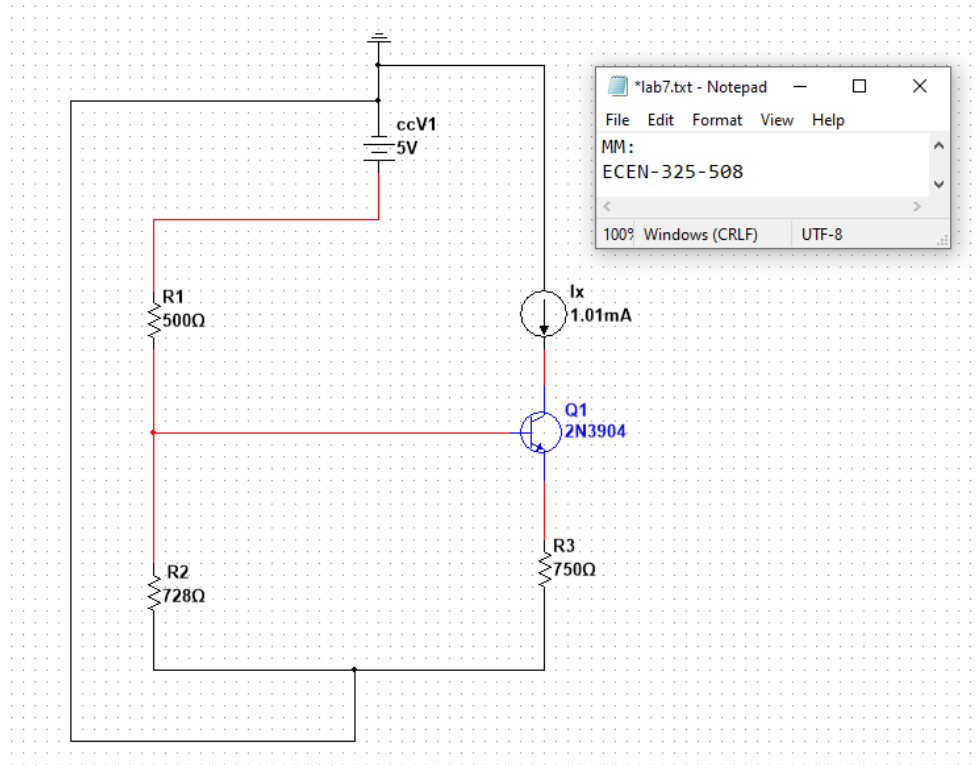 *lab7.txt - Notepad
File Edit Format View Help
MM:
ECEN-325-508
100% Windows (CRLF) UTF-8
ccV1
5V
R1
500Ω
Ix
1.01mA
Q1
2N3904
R3
750Ω
R2
728Ω